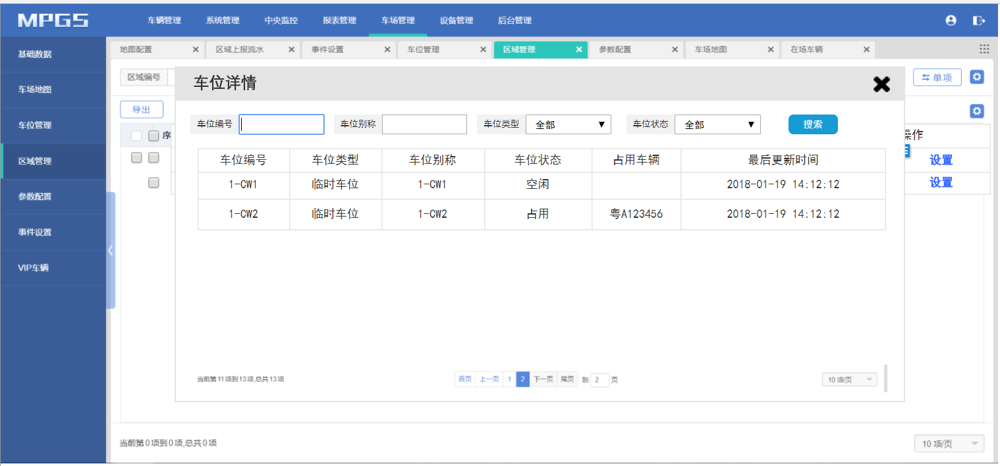 MPGS 车辆管理 系统管理 中央监控 报表管理 车场管理 设备管理 后台管理
基础数据
车场地图
车位管理
区域管理
参数配置
事件设置
VIP车辆
地图配置 区域上报流水 事件设置 车位管理 区域管理 参数配置 车场地图 在场车辆
区域编号 单项
导出
序
操作
设置
设置
车位详情
车位编号 车位别称 车位类型 全部 车位状态 全部 搜索
车位编号 车位类型 车位别称 车位状态 占用车辆 最后更新时间
1-CW1 临时车位 1-CW1 空闲 2018-01-19 14:12:12
1-CW2 临时车位 1-CW2 占用 粤A123456 2018-01-19 14:12:12
当前第11项到13项,总共13项 首页 上一页 1 2 下一页 尾页 到 2 页 10 项/页
当前第0项到0项,总共0项 10 项/页